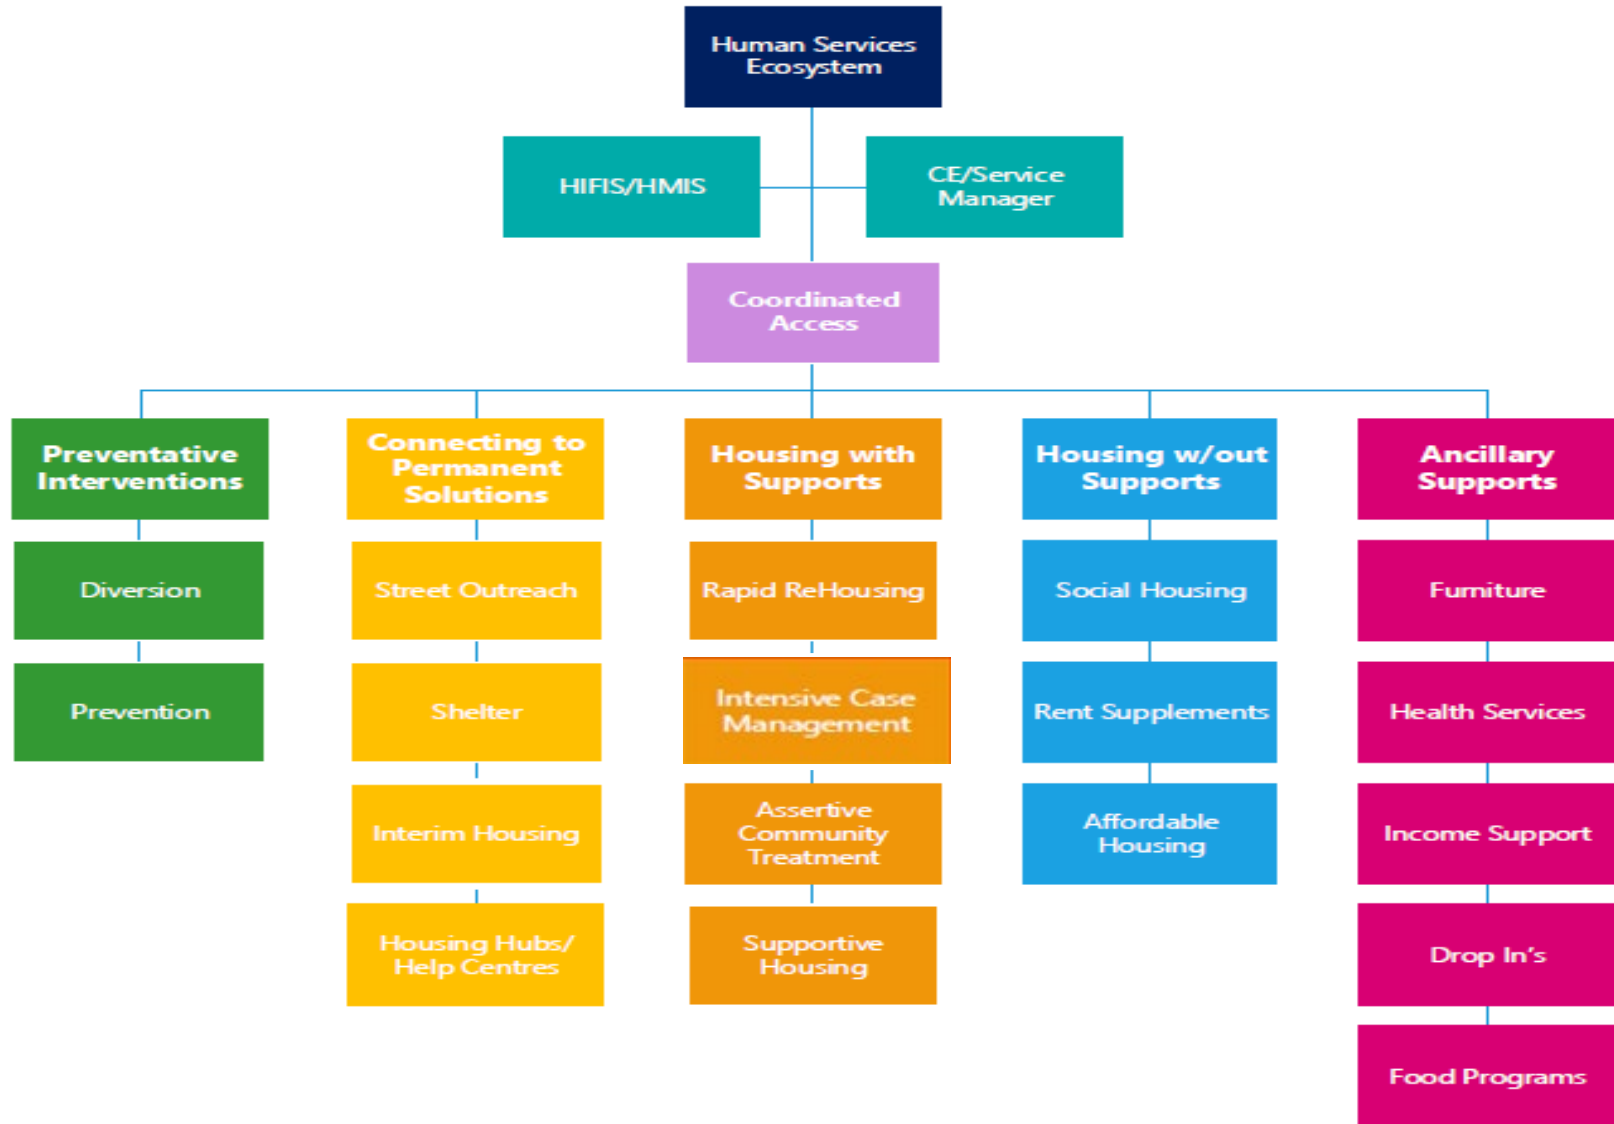 Human Services
Ecosystem
HIFIS/HMIS
CE/Service
Manager
Coordinated
Access
Preventative
Interventions
Diversion
Prevention
Connecting to
Permanent
Solutions
Street Outreach
Shelter
Interim Housing
Housing Hubs/
Help Centres
Housing with
Supports
Rapid ReHousing
Intensive Case
Management
Assertive
Community
Treatment
Supportive
Housing
Housing w/out
Supports
Social Housing
Rent Supplements
Affordable
Housing
Ancillary
Supports
Furniture
Health Services
Income Support
Drop In's
Food Programs